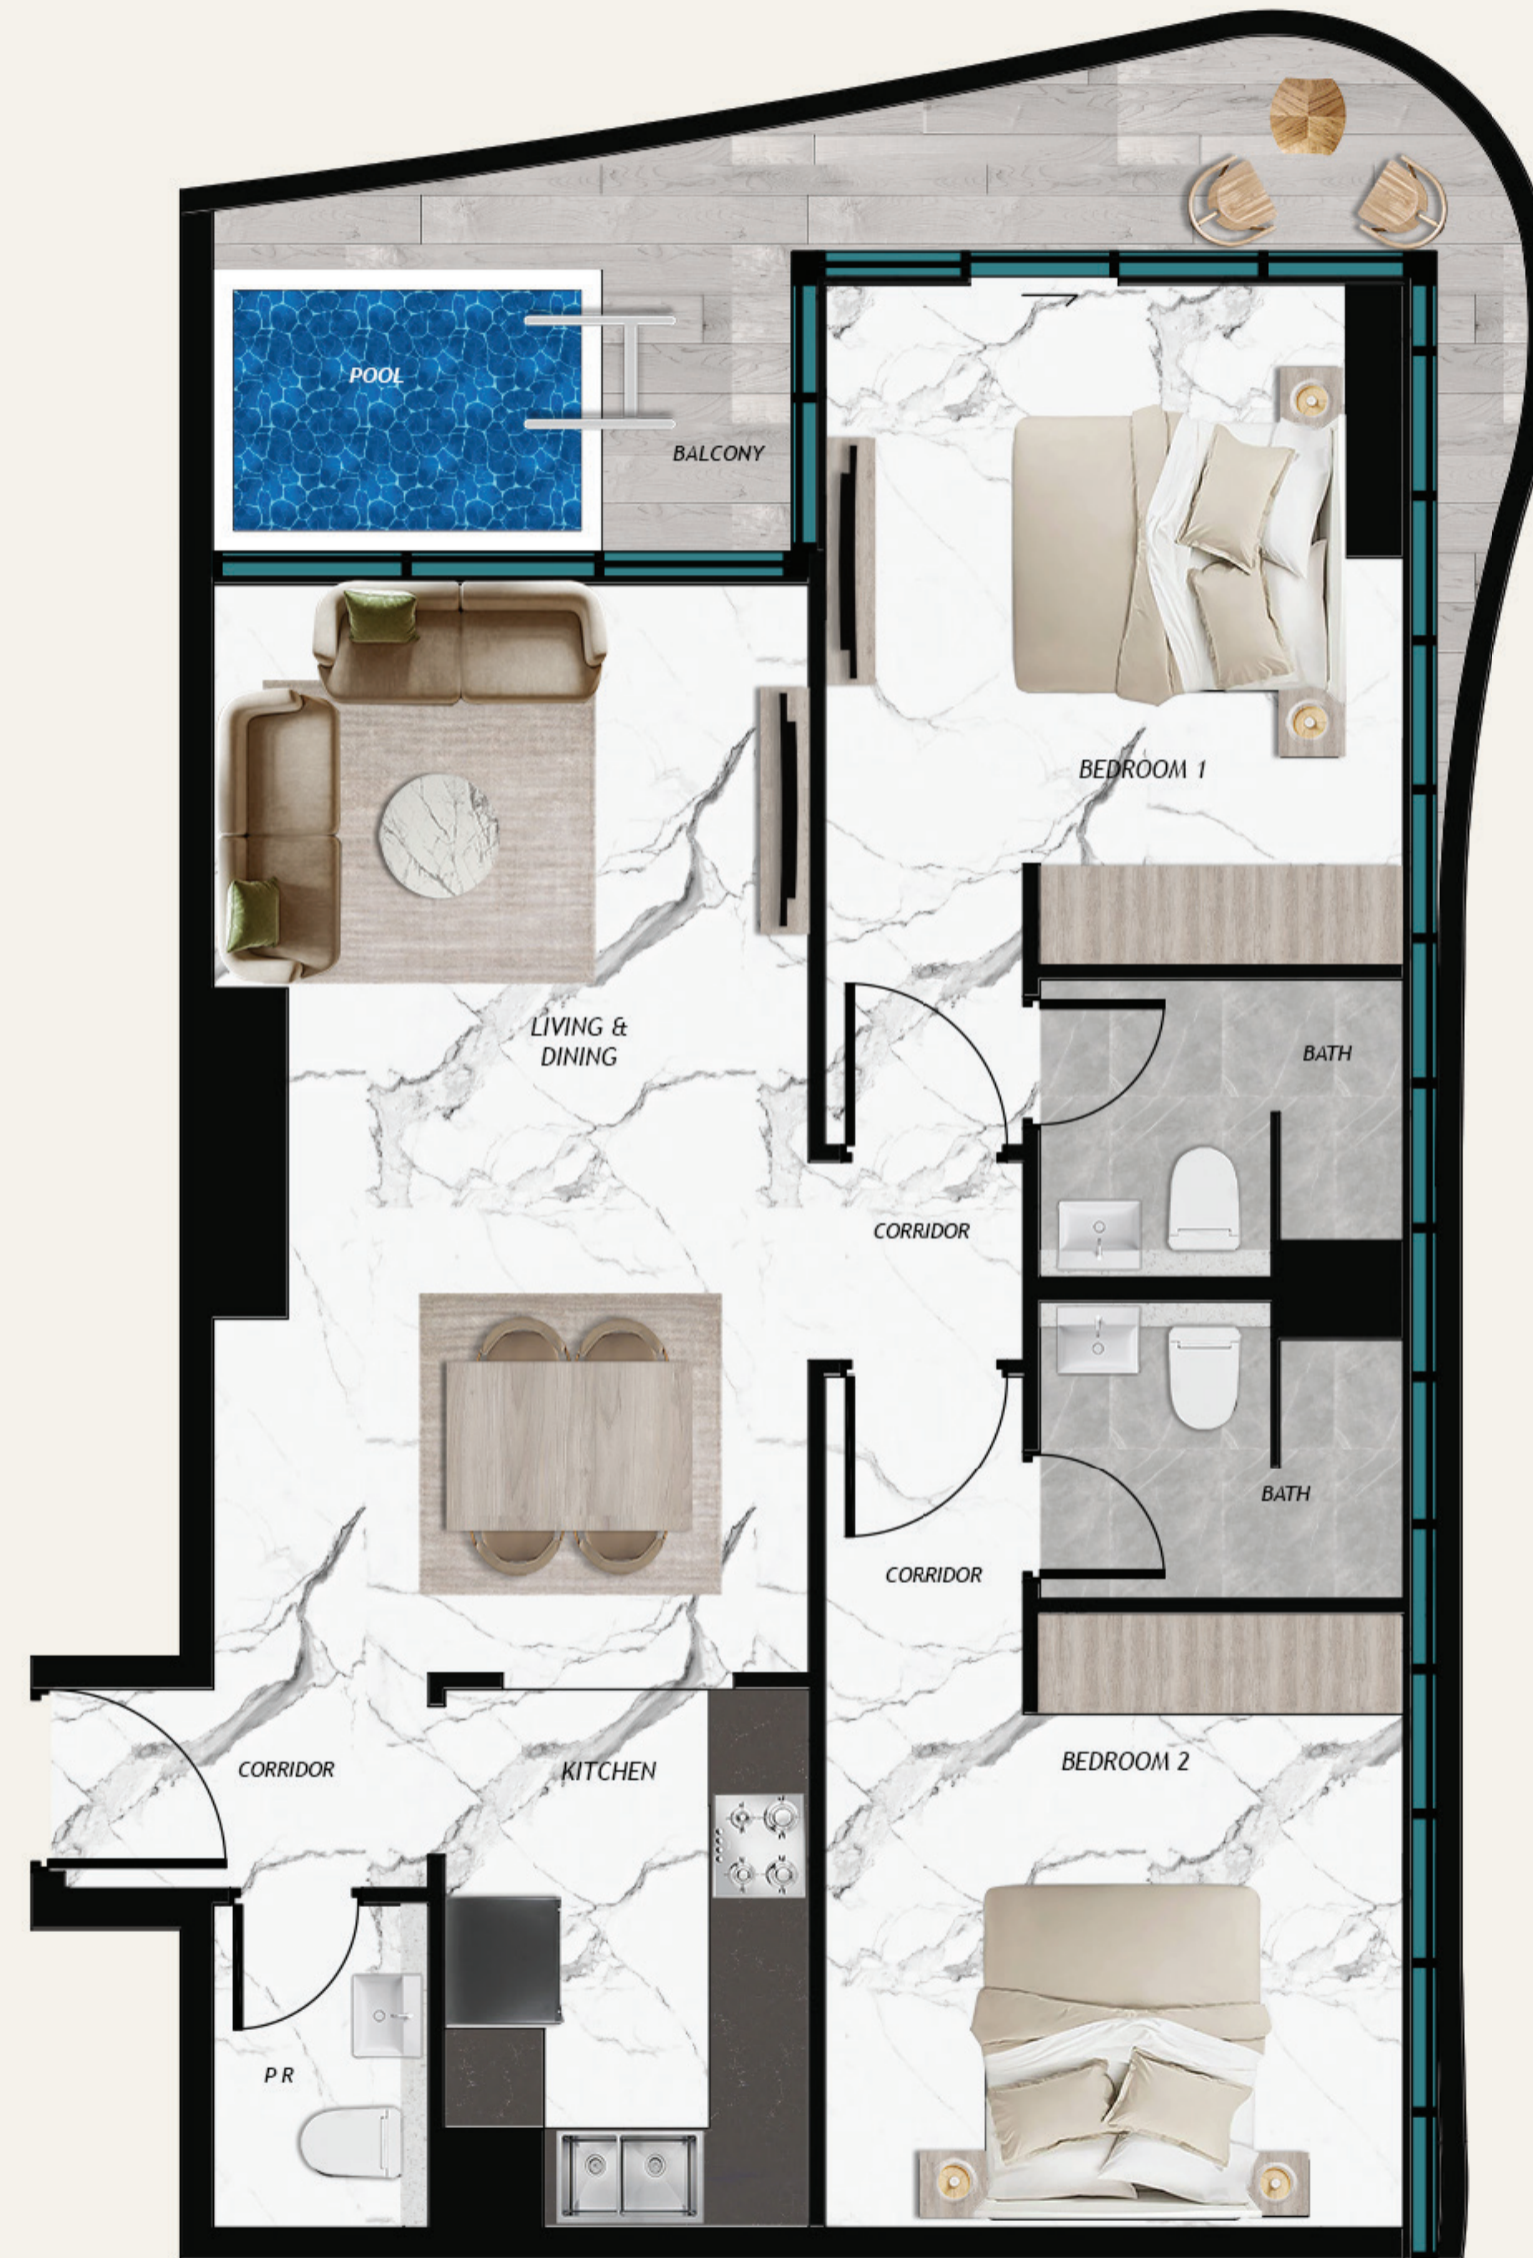 POOL
BALCONY
BEDROOM 1
LIVING &
DINING
BATH
CORRIDOR
BATH
CORRIDOR
BEDROOM 2
CORRIDOR
KITCHEN
P R